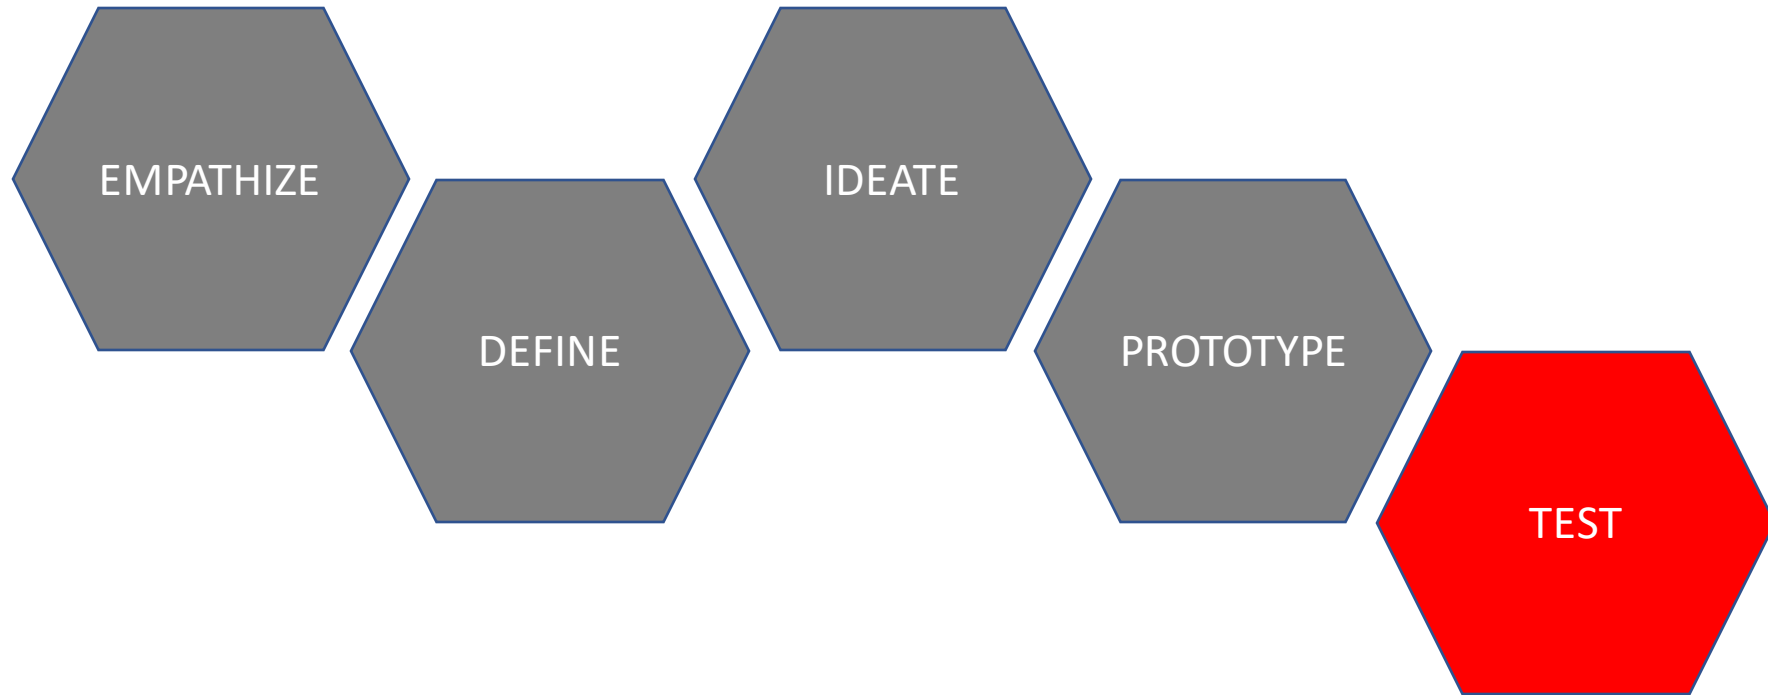 EMPATHIZE
DEFINE
IDEATE
PROTOTYPE
TEST